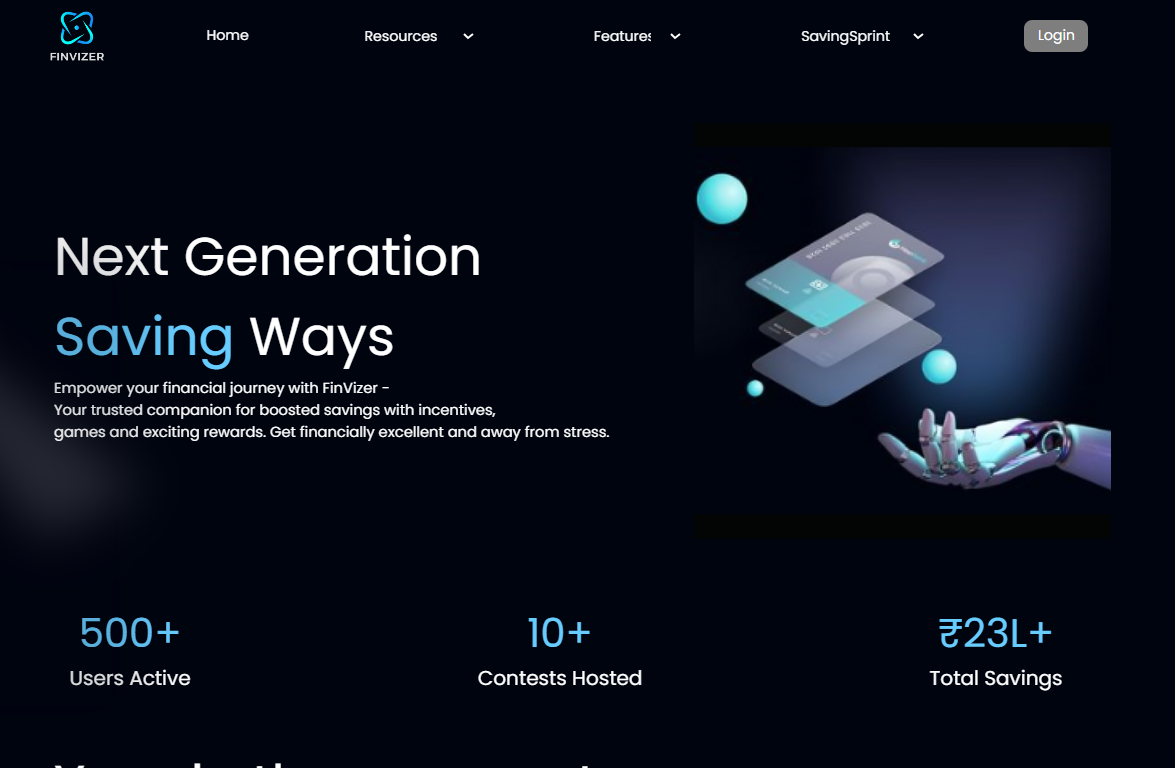 FINVIZER
Home
Resources
Features
SavingSprint
Login
Next Generation
Saving Ways
Empower your financial journey with FinVizer -
Your trusted companion for boosted savings with incentives,
games and exciting rewards. Get financially excellent and away from stress.
500+
Users Active
10+
Contests Hosted
₹23L+
Total Savings